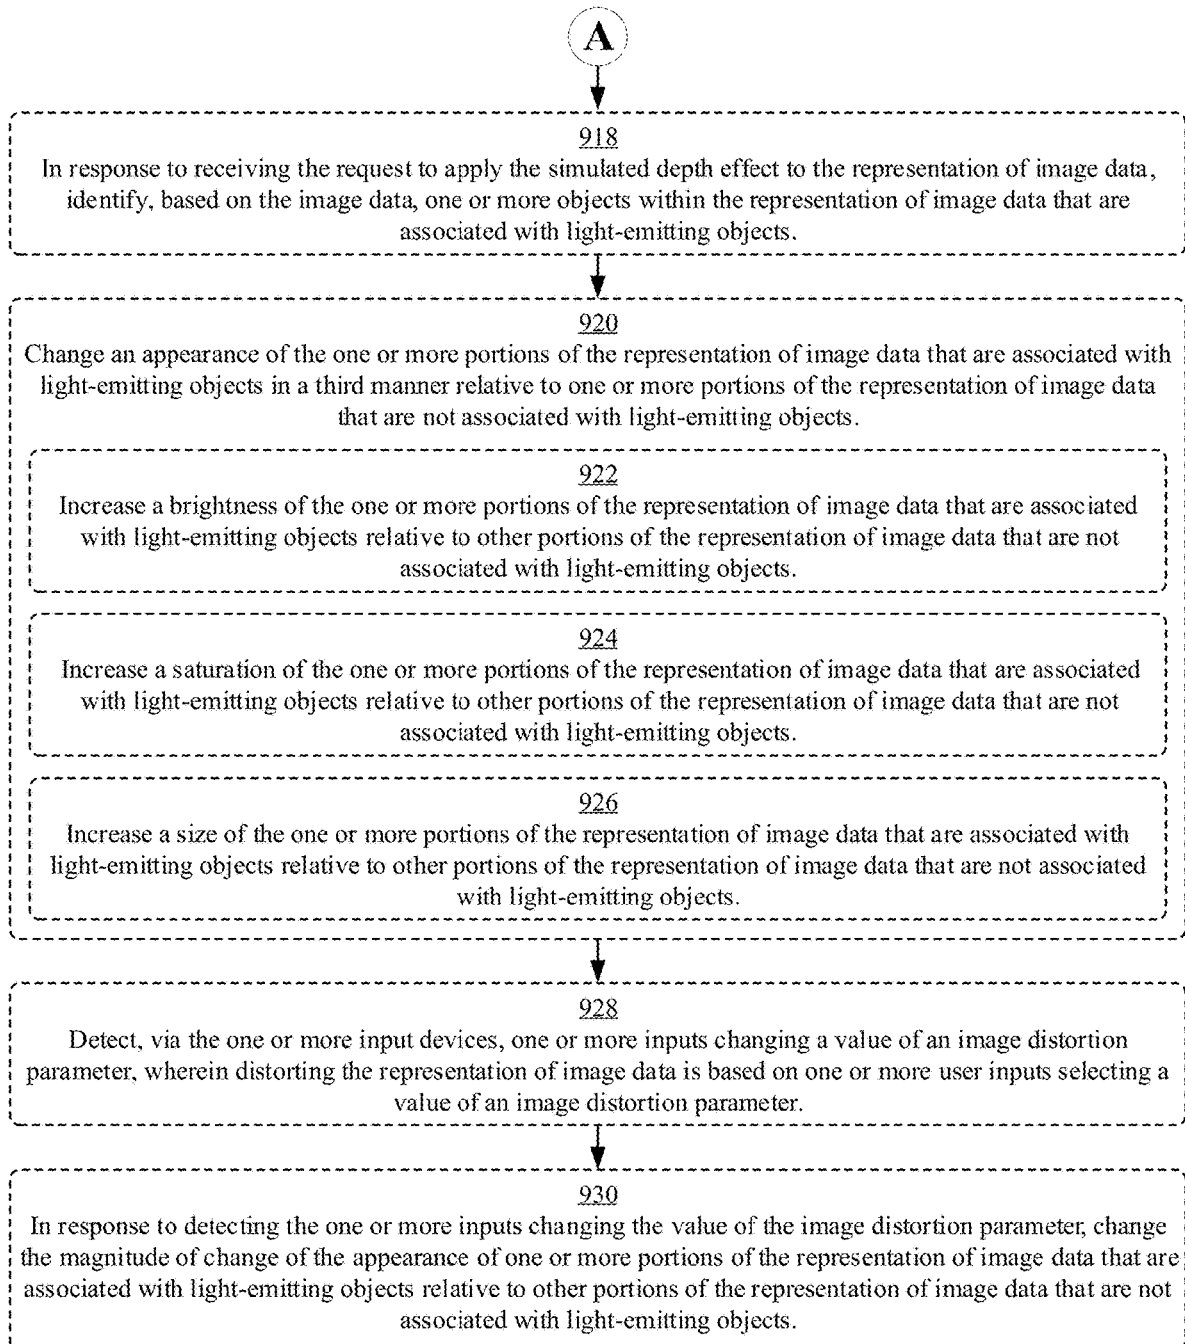 A
918
In response to receiving the request to apply the simulated depth effect to the representation of image data,
identify, based on the image data, one or more objects within the representation of image data that are
associated with light-emitting objects.
920
Change an appearance of the one or more portions of the representation of image data that are associated with
light-emitting objects in a third manner relative to one or more portions of the representation of image data
that are not associated with light-emitting objects.
922
Increase a brightness of the one or more portions of the representation of image data that are associated
with light-emitting objects relative to other portions of the representation of image data that are not
associated with light-emitting objects.
924
Increase a saturation of the one or more portions of the representation of image data that are associated
with light-emitting objects relative to other portions of the representation of image data that are not
associated with light-emitting objects.
926
Increase a size of the one or more portions of the representation of image data that are associated with
light-emitting objects relative to other portions of the representation of image data that are not associated
with light-emitting objects.
928
Detect, via the one or more input devices, one or more inputs changing a value of an image distortion
parameter, wherein distorting the representation of image data is based on one or more user inputs selecting a
value of an image distortion parameter.
930
In response to detecting the one or more inputs changing the value of the image distortion parameter, change
the magnitude of change of the appearance of one or more portions of the representation of image data that are
associated with light-emitting objects relative to other portions of the representation of image data that are not
associated with light-emitting objects.